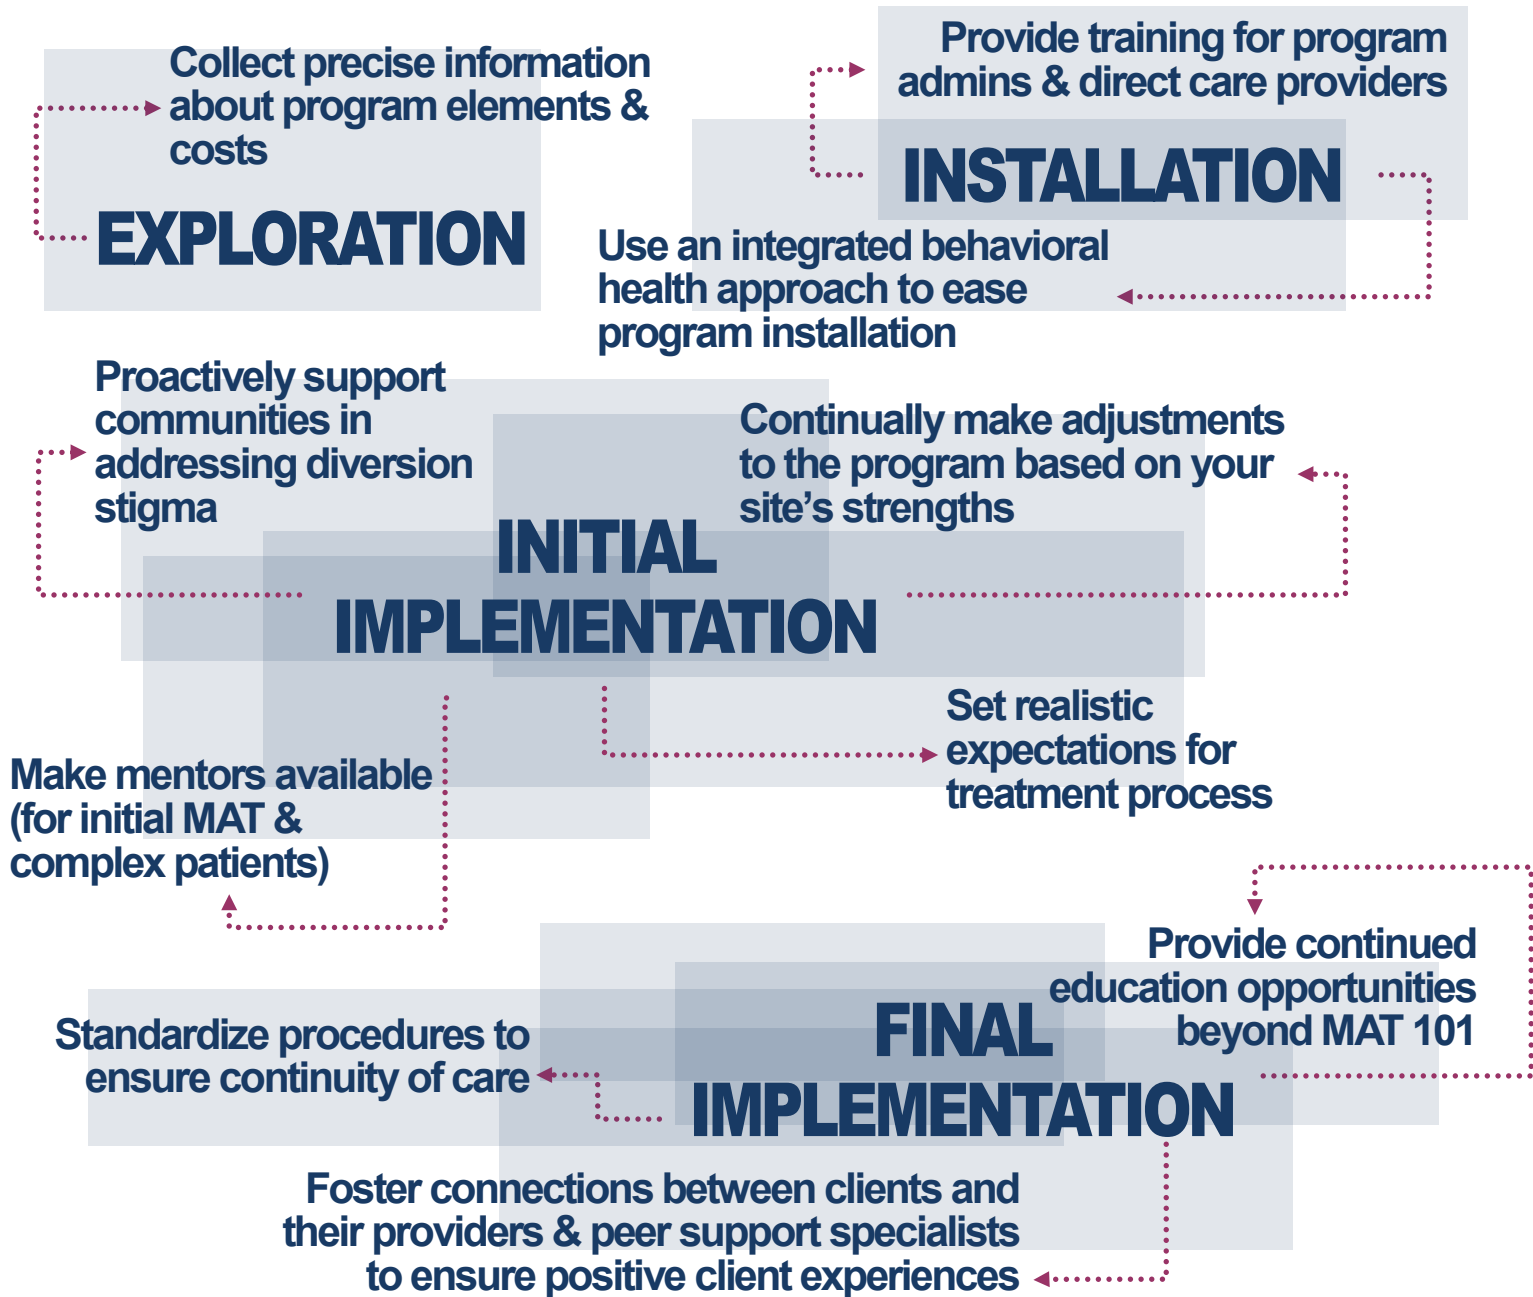 Collect precise information
about program elements &
costs
EXPLORATION
Provide training for program
admins & direct care providers
INSTALLATION
Use an integrated behavioral
health approach to ease
program installation
Proactively support
communities in
addressing diversion
stigma
Continually make adjustments
to the program based on your
site’s strengths
INITIAL
IMPLEMENTATION
Set realistic
expectations for
treatment process
Make mentors available
(for initial MAT &
complex patients)
Provide continued
education opportunities
beyond MAT 101
FINAL
IMPLEMENTATION
Standardize procedures to
ensure continuity of care
Foster connections between clients and
their providers & peer support specialists
to ensure positive client experiences